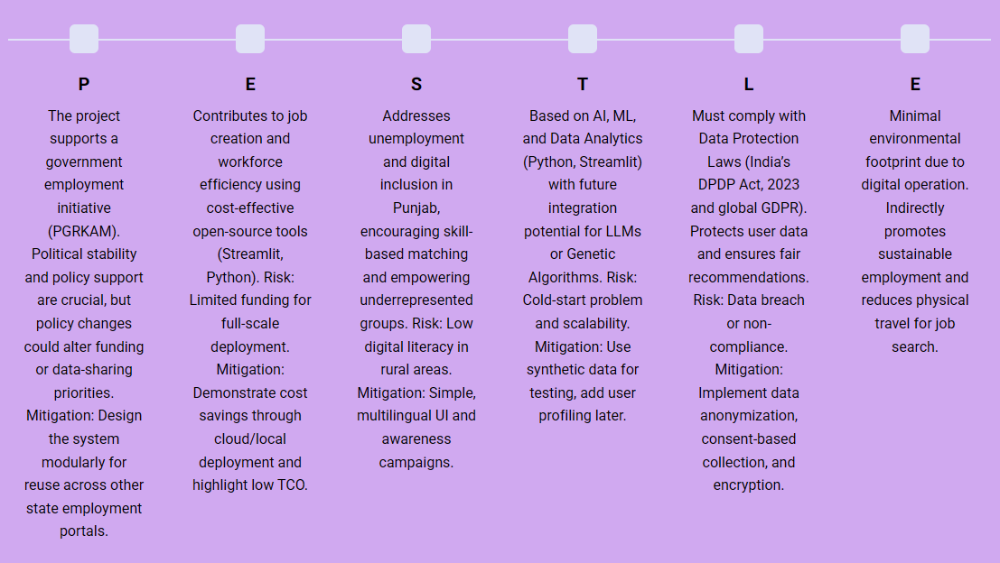 P
The project
supports a
government
employment
initiative
(PGRKAM).
Political stability
and policy support
are crucial, but
policy changes
could alter funding
or data-sharing
priorities.
Mitigation: Design
the system
modularly for
reuse across other
state employment
portals.
E
Contributes to job
creation and
workforce
efficiency using
cost-effective
open-source tools
(Streamlit,
Python). Risk:
Limited funding for
full-scale
deployment.
Mitigation:
Demonstrate cost
savings through
cloud/local
deployment and
highlight low TCO.
S
Addresses
unemployment
and digital
inclusion in
Punjab,
encouraging skill-
based matching
and empowering
underrepresented
groups. Risk: Low
digital literacy in
rural areas.
Mitigation: Simple,
multilingual UI and
awareness
campaigns.
T
Based on AI, ML,
and Data Analytics
(Python, Streamlit)
with future
integration
potential for LLMs
or Genetic
Algorithms. Risk:
Cold-start problem
and scalability.
Mitigation: Use
synthetic data for
testing, add user
profiling later.
L
Must comply with
Data Protection
Laws (India’s
DPDP Act, 2023
and global GDPR).
Protects user data
and ensures fair
recommendations.
Risk: Data breach
or non-
compliance.
Mitigation:
Implement data
anonymization,
consent-based
collection, and
encryption.
E
Minimal
environmental
footprint due to
digital operation.
Indirectly
promotes
sustainable
employment and
reduces physical
travel for job
search.